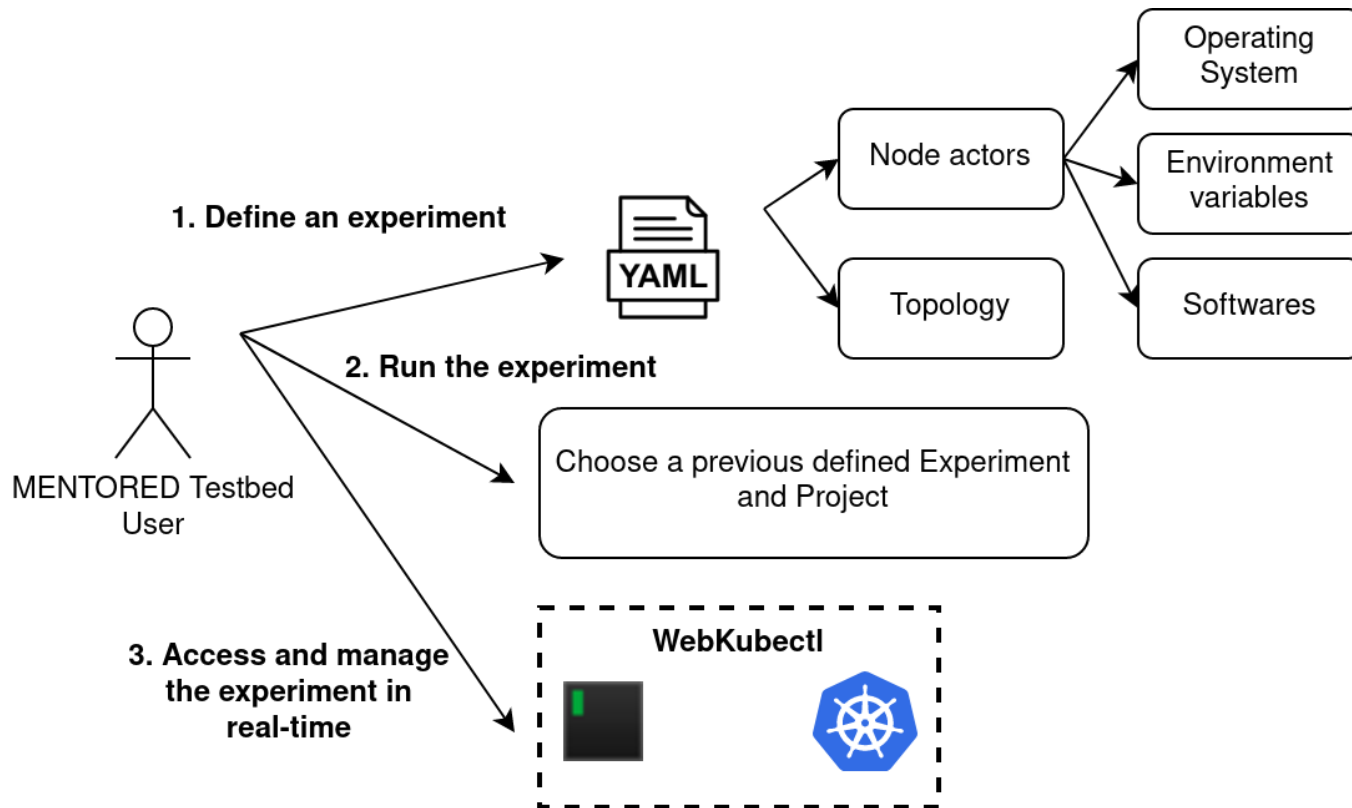 Operating
System
Node actors
Environment
variables
1. Define an experiment
YAML
Topology
Softwares
2. Run the experiment
Choose a previous defined Experiment
and Project
MENTORED Testbed
User
WebKubectl
3. Access and manage
the experiment in
real-time